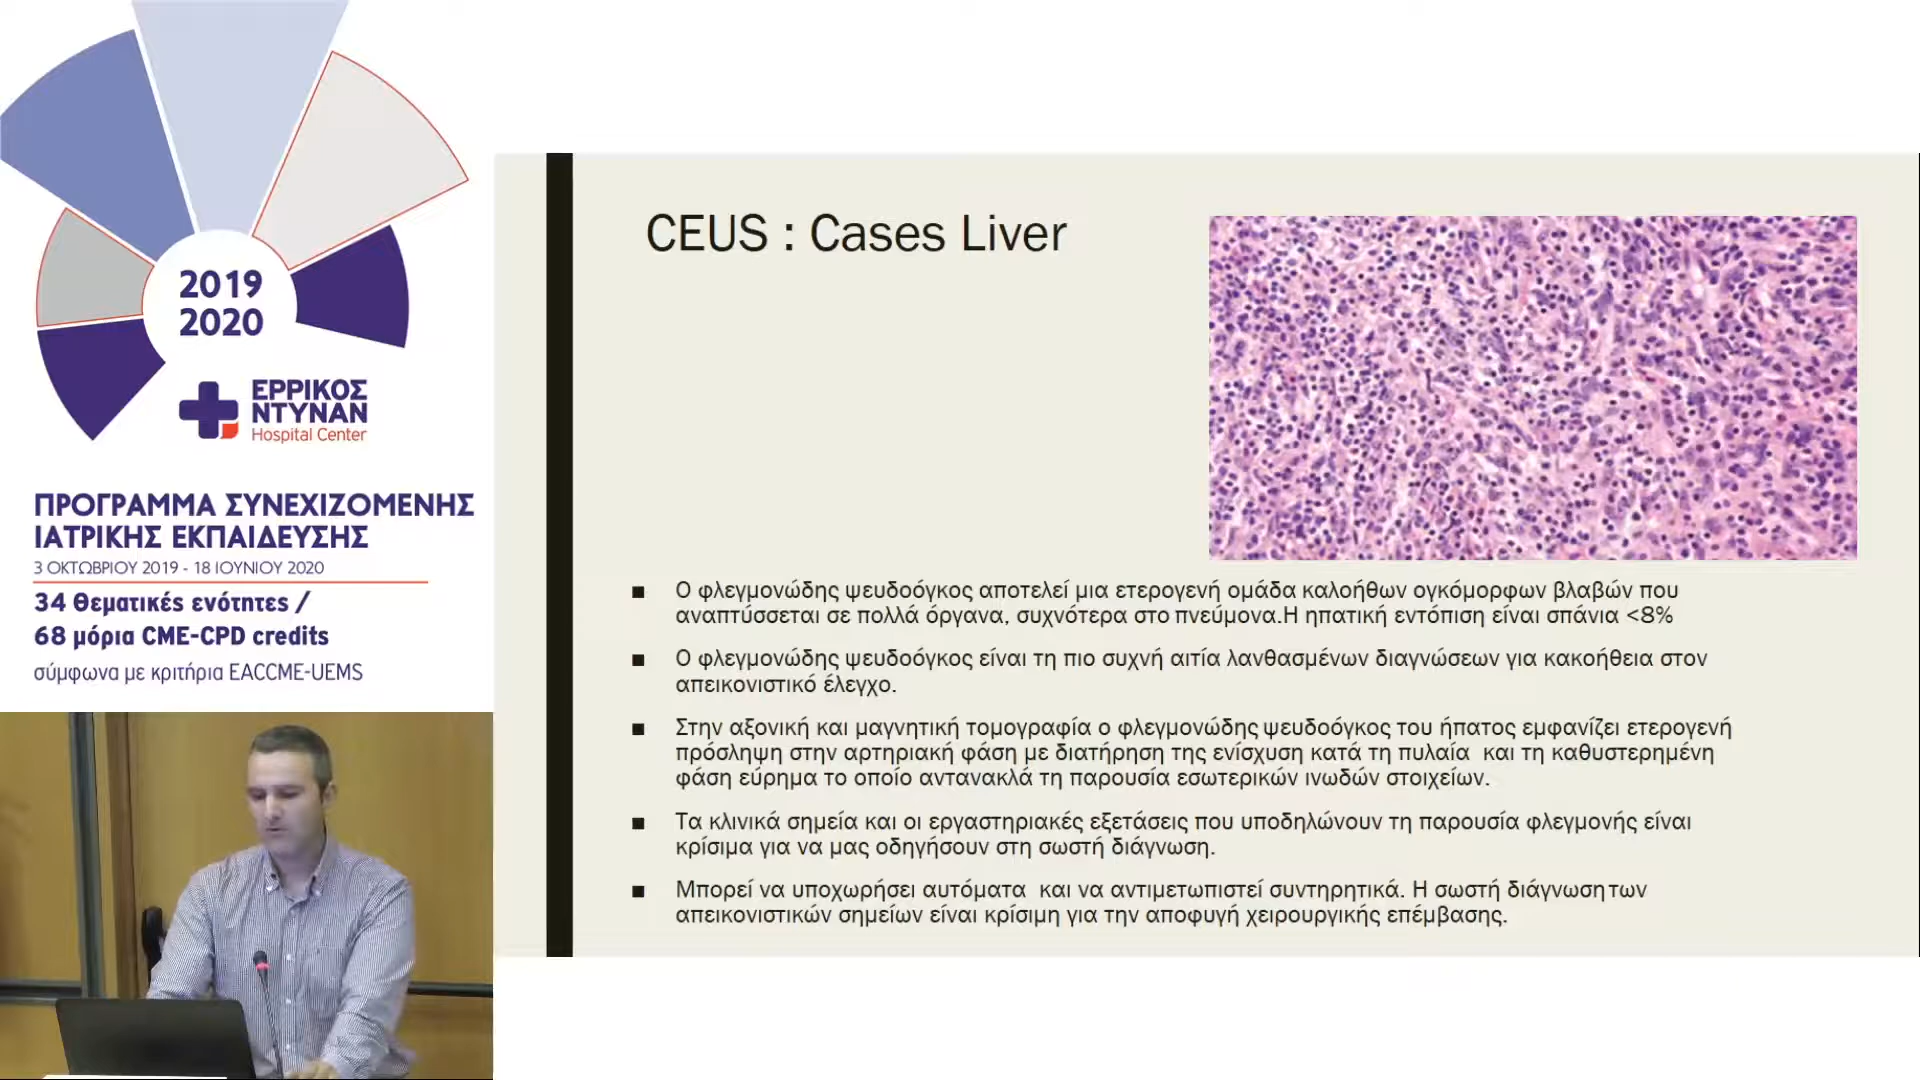 2019
2020
ΕΡΡΙΚΟΣ
ΝΤΥΝΑΝ
Hospital Center
ΠΡΟΓΡΑΜΜΑ ΣΥΝΕΧΙΖΟΜΕΝΗΣ
ΙΑΤΡΙΚΗΣ ΕΚΠΑΙΔΕΥΣΗΣ
3 ΟΚΤΩΒΡΙΟΥ 2019 - 18 ΙΟΥΝΙΟΥ 2020
34 θεματικές ενότητες /
68 μόρια CME-CPD credits
σύμφωνα με κριτήρια EACCME-UEMS
CEUS : Cases Liver
■ Ο φλεγμονώδης ψευδοόγκος αποτελεί μια ετερογενή ομάδα καλοήθων ογκόμορφων βλαβών που
αναπτύσσεται σε πολλά όργανα, συχνότερα στο πνεύμονα.Η ηπατική εντόπιση είναι σπάνια <8%
■ Ο φλεγμονώδης ψευδοόγκος είναι τη πιο συχνή αιτία λανθασμένων διαγνώσεων για κακοήθεια στον
απεικονιστικό έλεγχο.
■ Στην αξονική και μαγνητική τομογραφία ο φλεγμονώδης ψευδοόγκος του ήπατος εμφανίζει ετερογενή
πρόσληψη στην αρτηριακή φάση με διατήρηση της ενίσχυση κατά τη πυλαία και τη καθυστερημένη
φάση εύρημα το οποίο αντανακλά τη παρουσία εσωτερικών ινωδών στοιχείων.
■ Τα κλινικά σημεία και οι εργαστηριακές εξετάσεις που υποδηλώνουν τη παρουσία φλεγμονής είναι
κρίσιμα για να μας οδηγήσουν στη σωστή διάγνωση.
■ Μπορεί να υποχωρήσει αυτόματα και να αντιμετωπιστεί συντηρητικά. Η σωστή διάγνωση των
απεικονιστικών σημείων είναι κρίσιμη για την αποφυγή χειρουργικής επέμβασης.